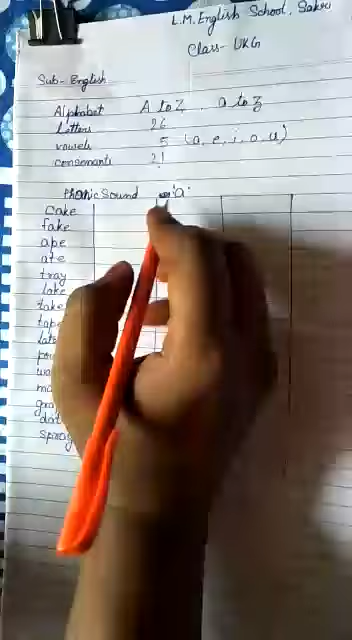 L.M. English School, Sakri
Class- UKG
Sub- English
Alphabet A to Z, a to z
Letters 26
vowels 5 (a, e, i, o, u)
consonants 21
Phonic Sound 'a'
Cake
fake
ape
ate
tray
lake
take
tape
late
spray